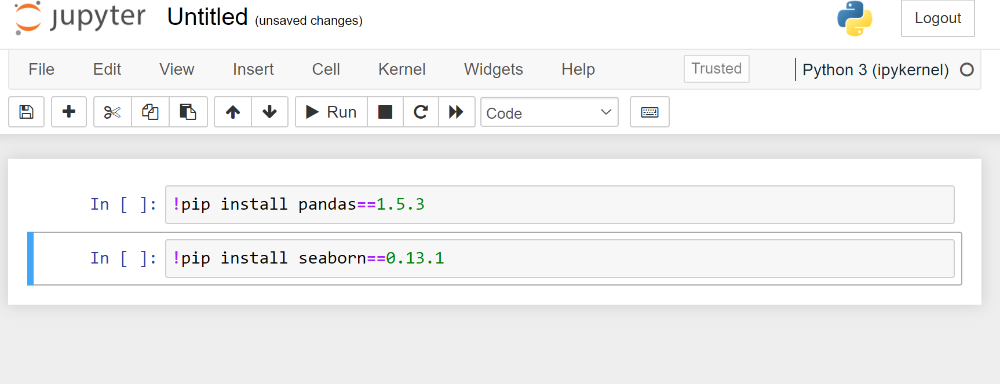 jupyter Untitled (unsaved changes) Logout
File Edit View Insert Cell Kernel Widgets Help Trusted Python 3 (ipykernel)
Run Code
In [ ]: !pip install pandas==1.5.3
In [ ]: !pip install seaborn==0.13.1